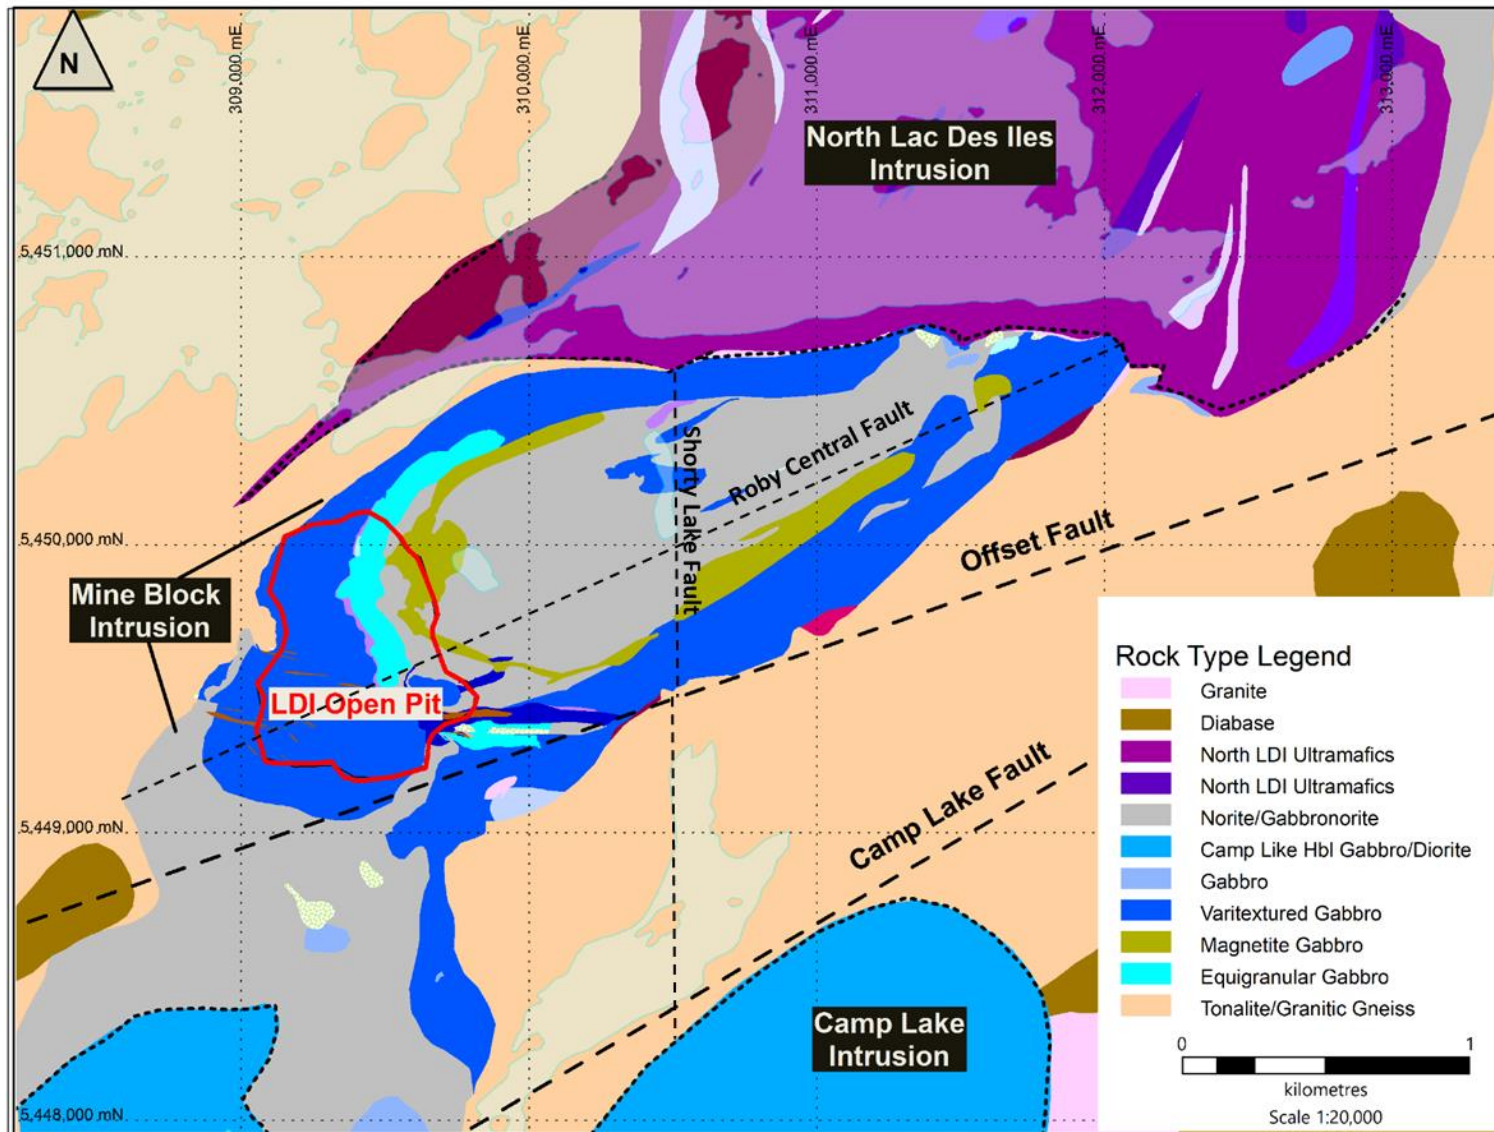 N
309,000 mE
310,000 mE
311,000 mE
312,000 mE
313,000 mE
North Lac Des Iles
Intrusion
5,451,000 mN
Shorty Lake Fault
Roby Central Fault
5,450,000 mN
Offset Fault
Mine Block
Intrusion
LDI Open Pit
5,449,000 mN
Camp Lake Fault
Camp Lake
Intrusion
5,448,000 mN
Rock Type Legend
Granite
Diabase
North LDI Ultramafics
North LDI Ultramafics
Norite/Gabbronorite
Camp Like Hbl Gabbro/Diorite
Gabbro
Varitextured Gabbro
Magnetite Gabbro
Equigranular Gabbro
Tonalite/Granitic Gneiss
0 1
kilometres
Scale 1:20,000